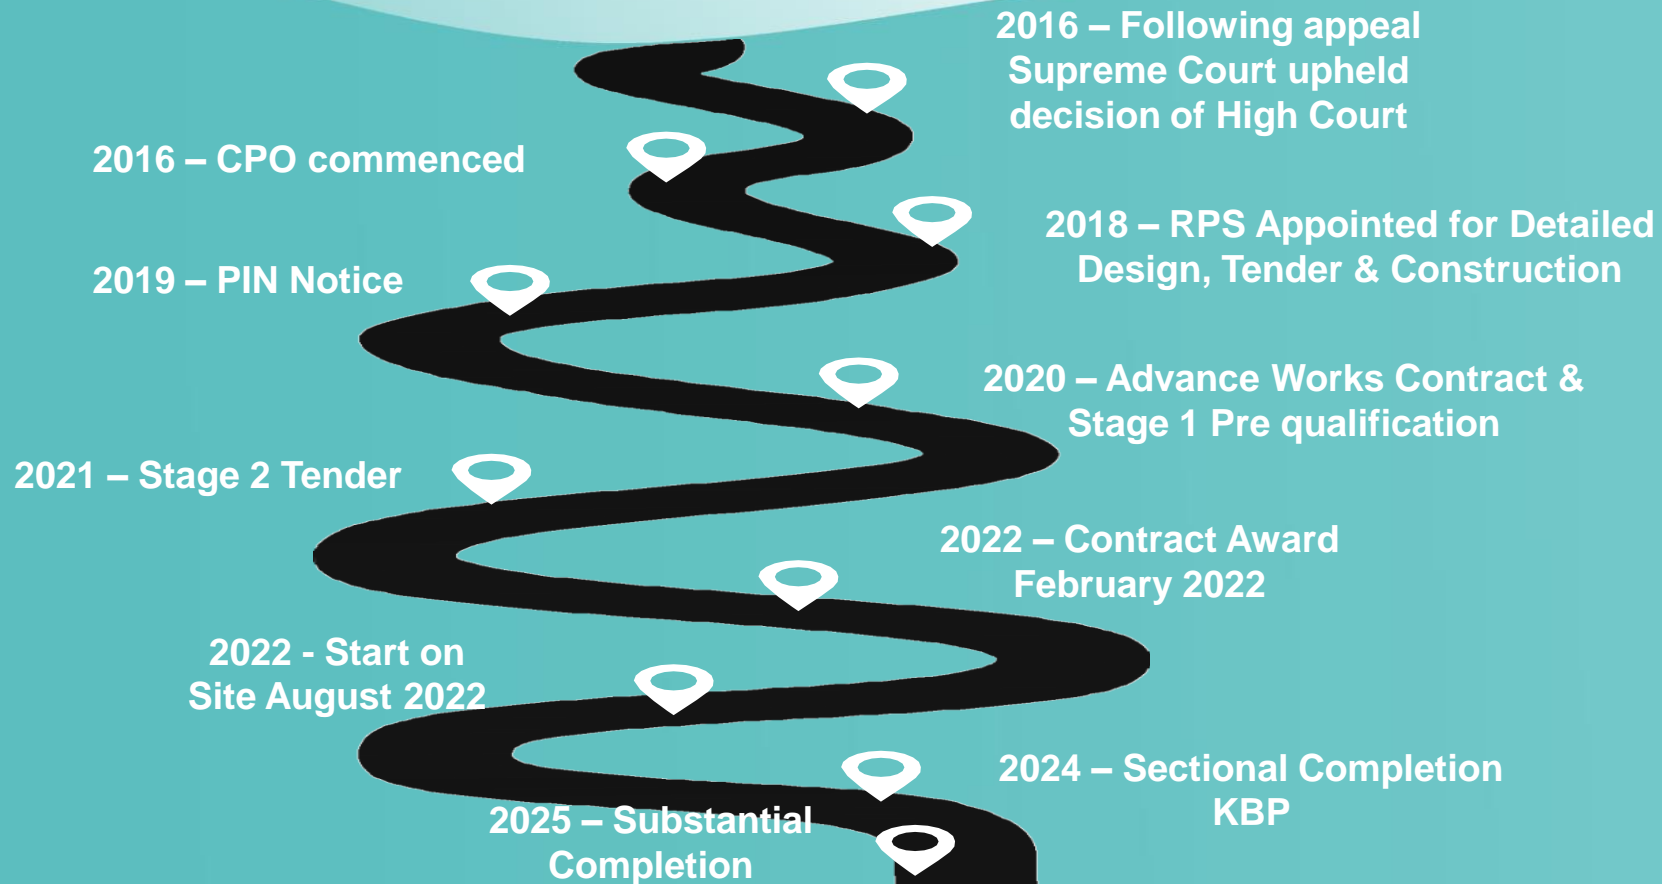 2016 – Following appeal
Supreme Court upheld
decision of High Court
2016 – CPO commenced
2018 – RPS Appointed for Detailed
Design, Tender & Construction
2019 – PIN Notice
2020 – Advance Works Contract &
Stage 1 Pre qualification
2021 – Stage 2 Tender
2022 – Contract Award
February 2022
2022 - Start on
Site August 2022
2024 – Sectional Completion
KBP
2025 – Substantial
Completion